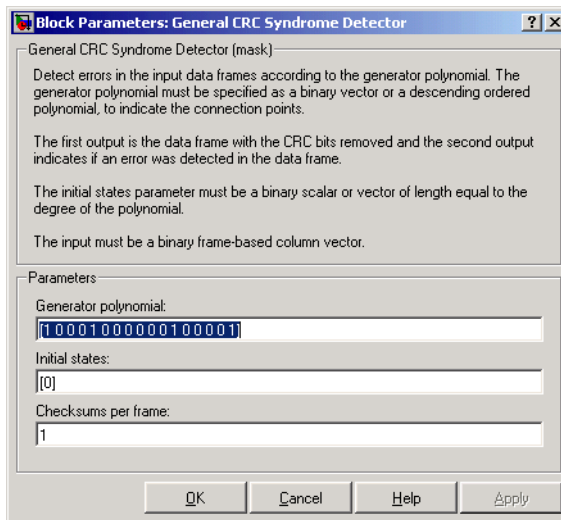 Block Parameters: General CRC Syndrome Detector
General CRC Syndrome Detector (mask)
Detect errors in the input data frames according to the generator polynomial. The
generator polynomial must be specified as a binary vector or a descending ordered
polynomial, to indicate the connection points.
The first output is the data frame with the CRC bits removed and the second output
indicates if an error was detected in the data frame.
The initial states parameter must be a binary scalar or vector of length equal to the
degree of the polynomial.
The input must be a binary frame-based column vector.
Parameters
Generator polynomial:
[1 0 0 0 1 0 0 0 0 0 0 1 0 0 0 0 1]
Initial states:
[0]
Checksums per frame:
1
OK Cancel Help Apply